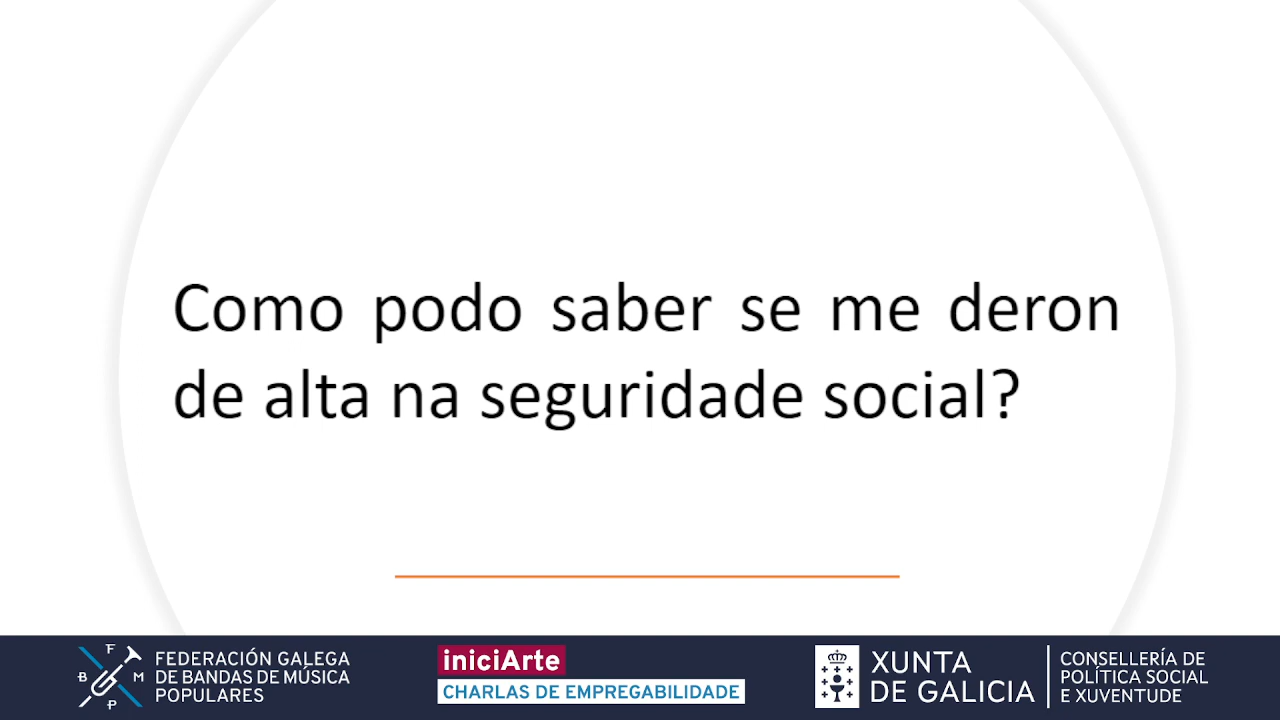 Como podo saber se me deron
de alta na seguridade social?
F
B M
P
FEDERACIÓN GALEGA
DE BANDAS DE MÚSICA
POPULARES
iniciArte
CHARLAS DE EMPREGABILIDADE
XUNTA
DE GALICIA
CONSELLERÍA DE
POLÍTICA SOCIAL
E XUVENTUDE